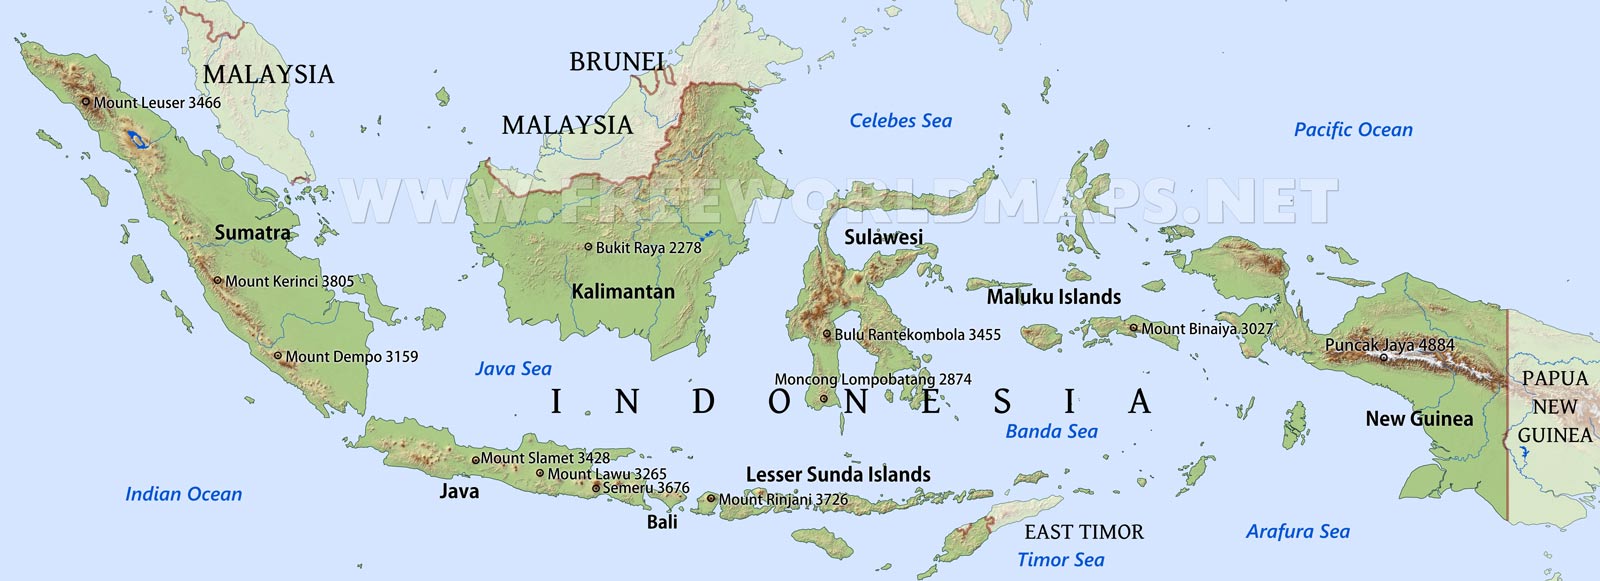 MALAYSIA
BRUNEI
Mount Leuser 3466
MALAYSIA
Celebes Sea
Pacific Ocean
WWW.FREEWORLDMAPS.NET
Sumatra
Sulawesi
Bukit Raya 2278
Mount Kerinci 3805
Kalimantan
Maluku Islands
Mount Binaiya 3027
Bulu Rantekombola 3455
Puncak Jaya 4884
Mount Dempo 3159
Java Sea
Moncong Lompobatang 2874
PAPUA
NEW
GUINEA
INDONESIA
New Guinea
Banda Sea
Mount Slamet 3428
Mount Lawu 3265
Semeru 3676
Lesser Sunda Islands
Mount Rinjani 3726
Indian Ocean
Java
Bali
EAST TIMOR
Arafura Sea
Timor Sea